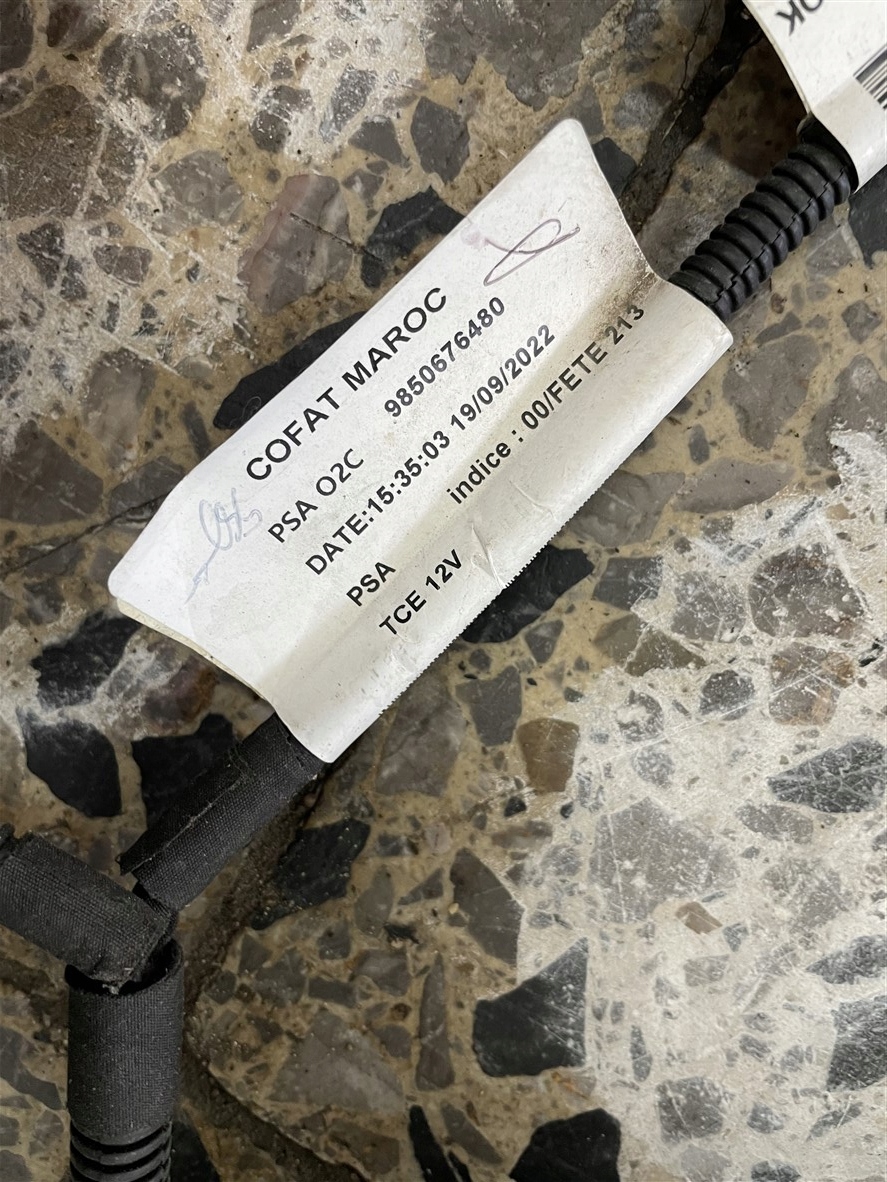 OK
COFAT MAROC
PSA O2C 9850676480
DATE:15:35:03 19/09/2022
PSA indice : 00/FETE 213
TCE 12V